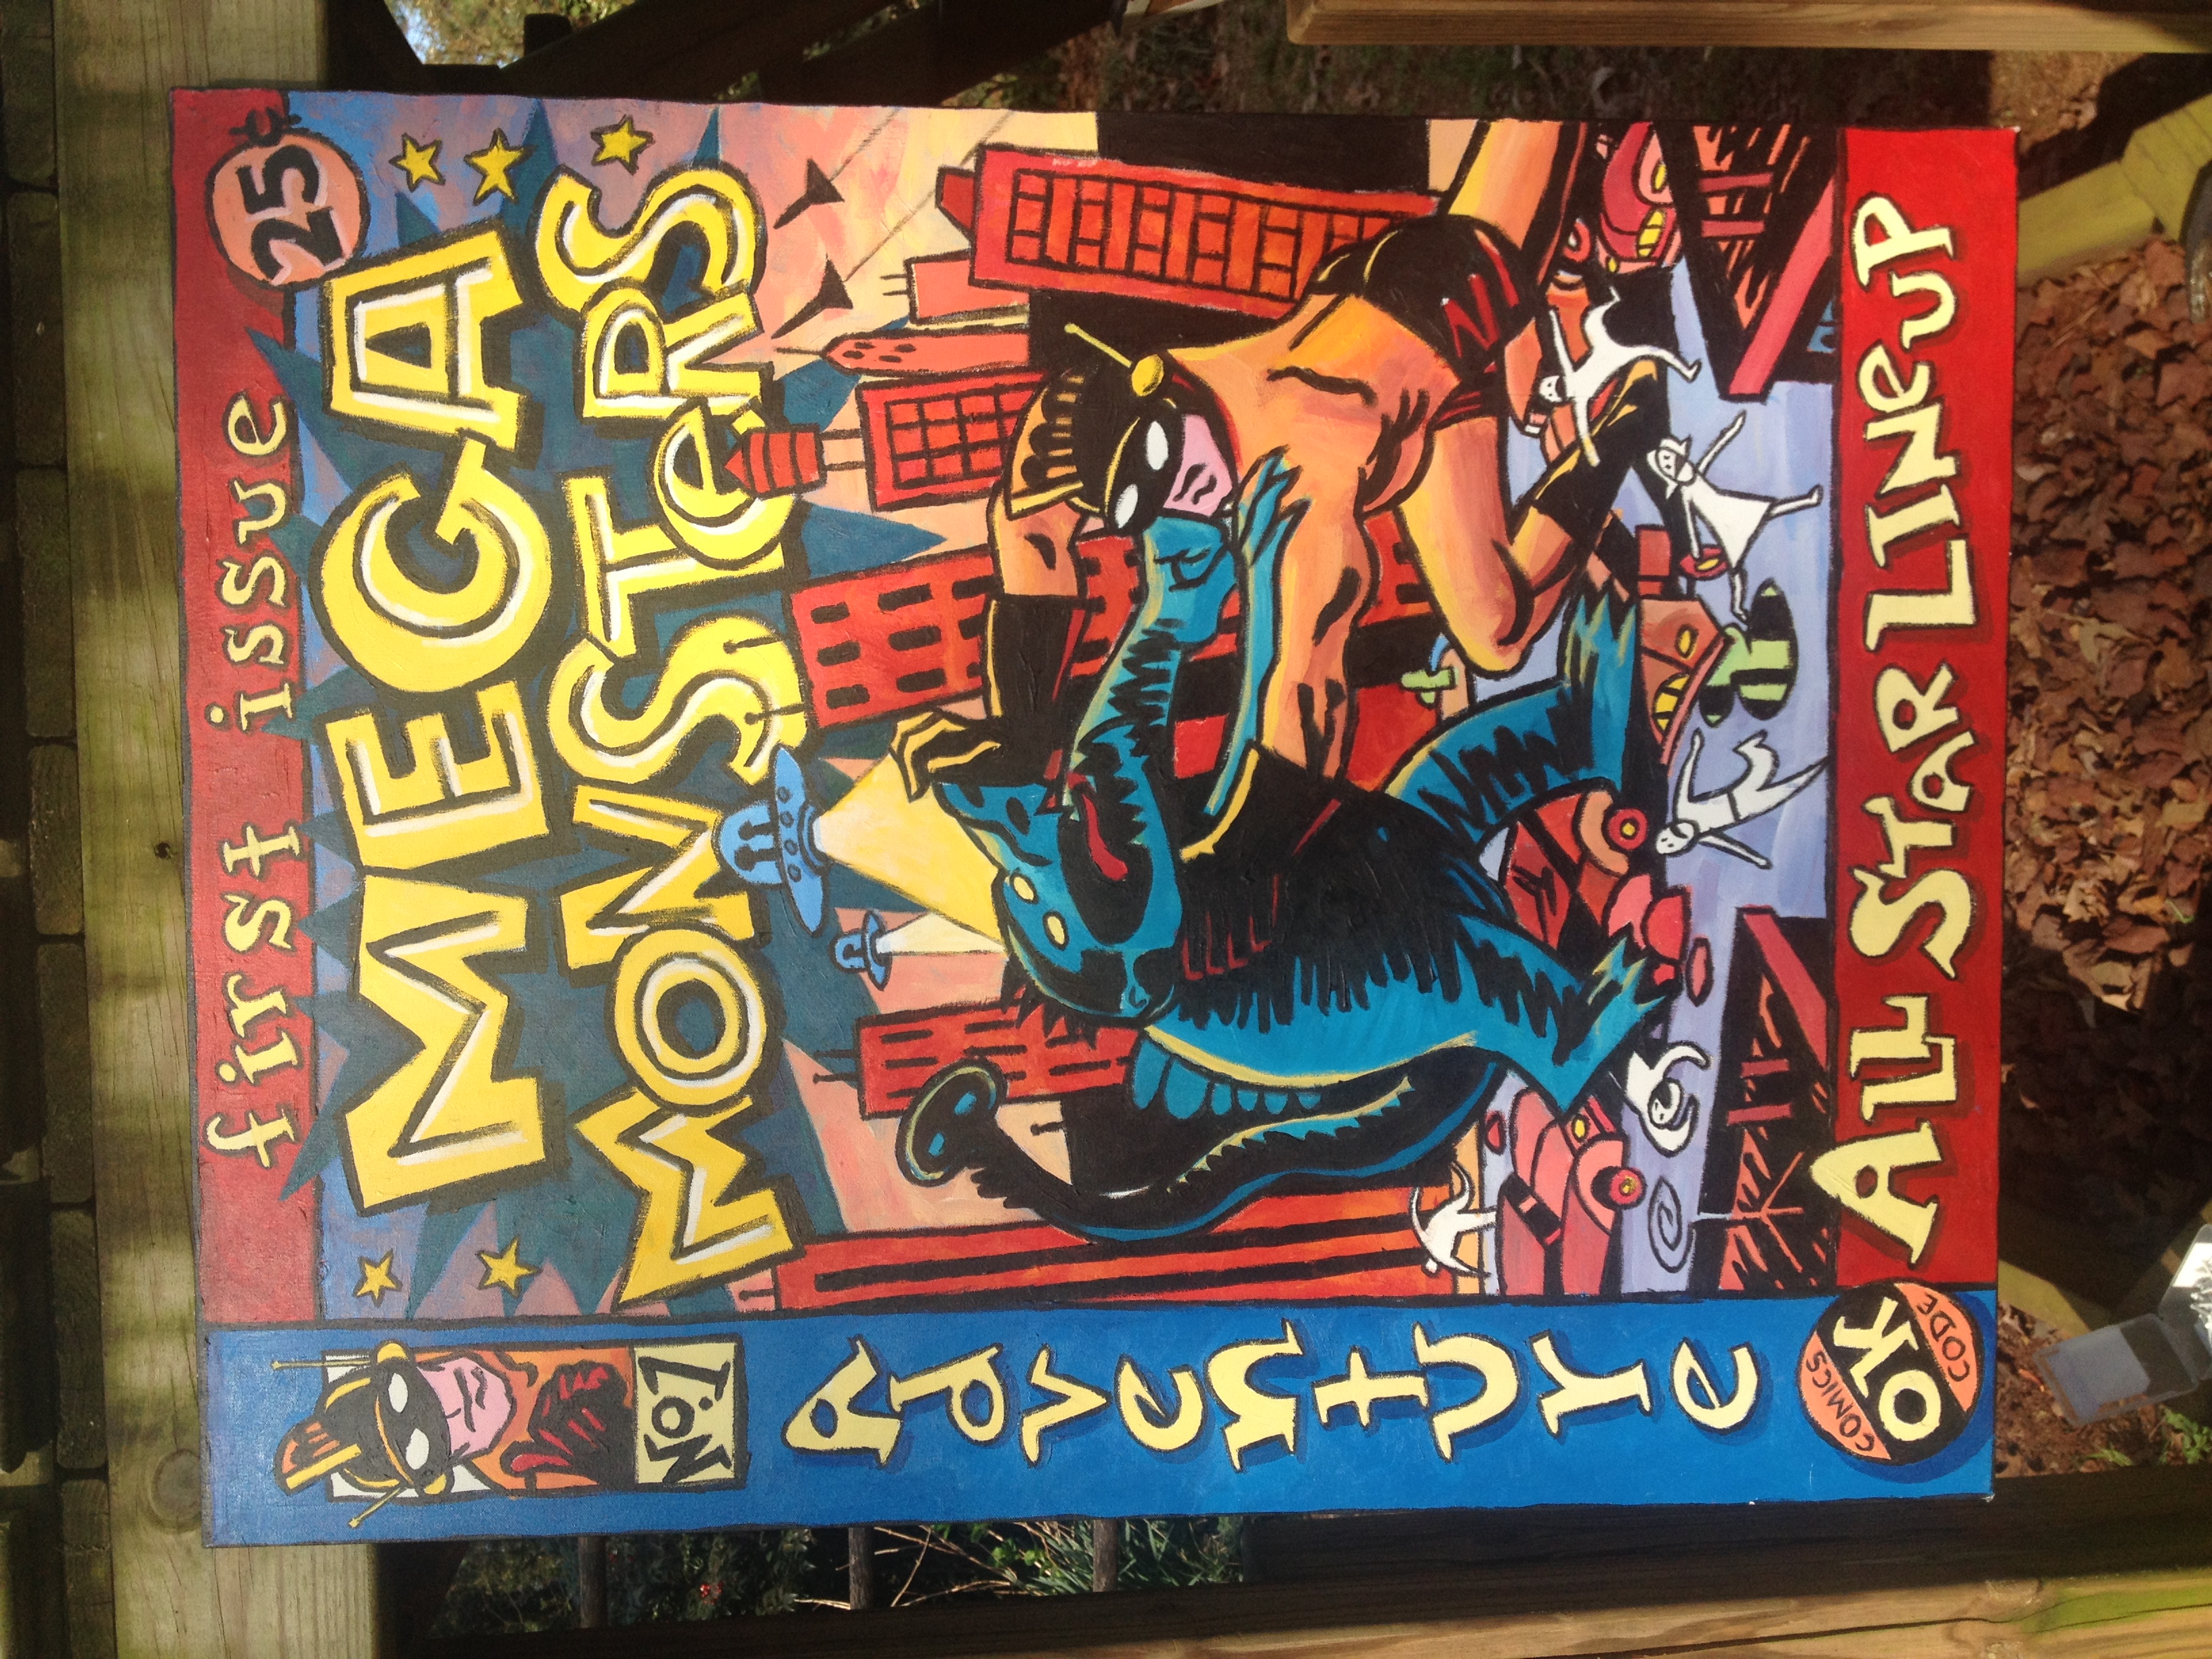 first issue
25¢
MEGA
MONSTeRS
No.1
Adventure
COMICS
OK
CODE
ALL STAR LINeuP